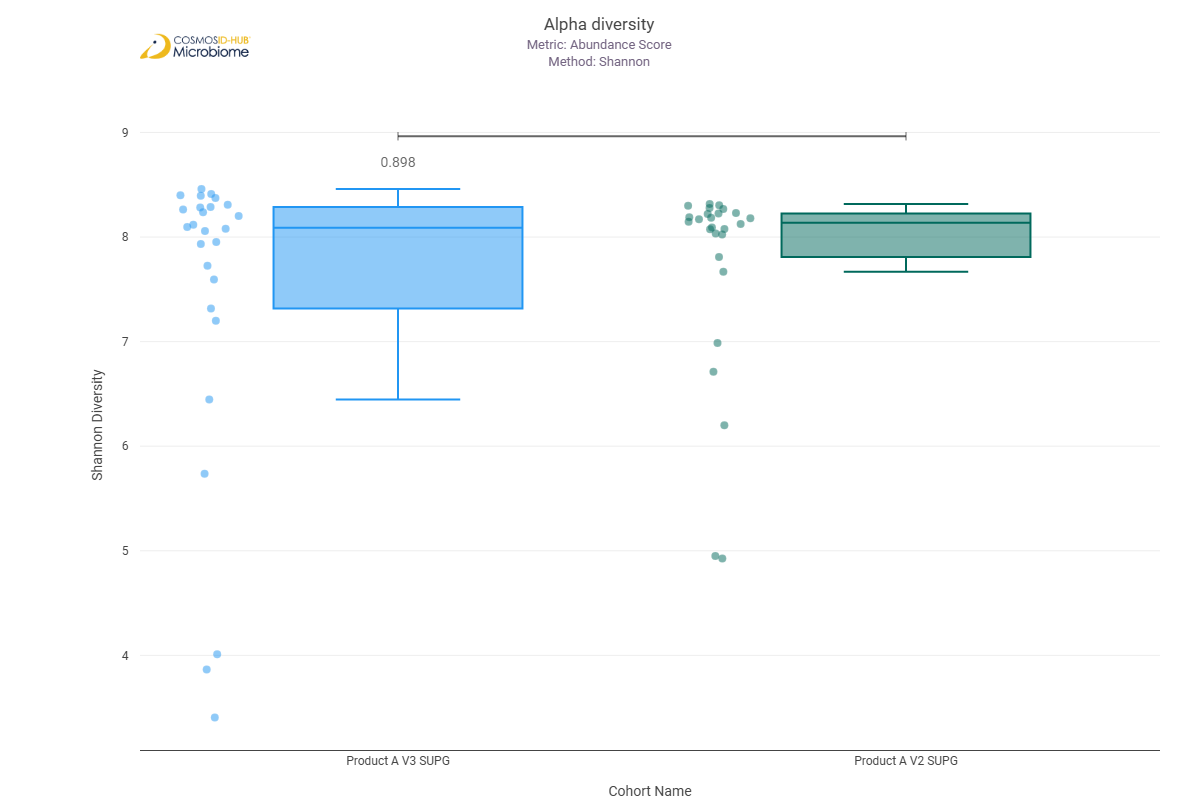 Alpha diversity
Metric: Abundance Score
Method: Shannon
COSMOSID-HUB
Microbiome
9
0.898
8
7
6
5
4
Shannon Diversity
Product A V3 SUPG
Product A V2 SUPG
Cohort Name